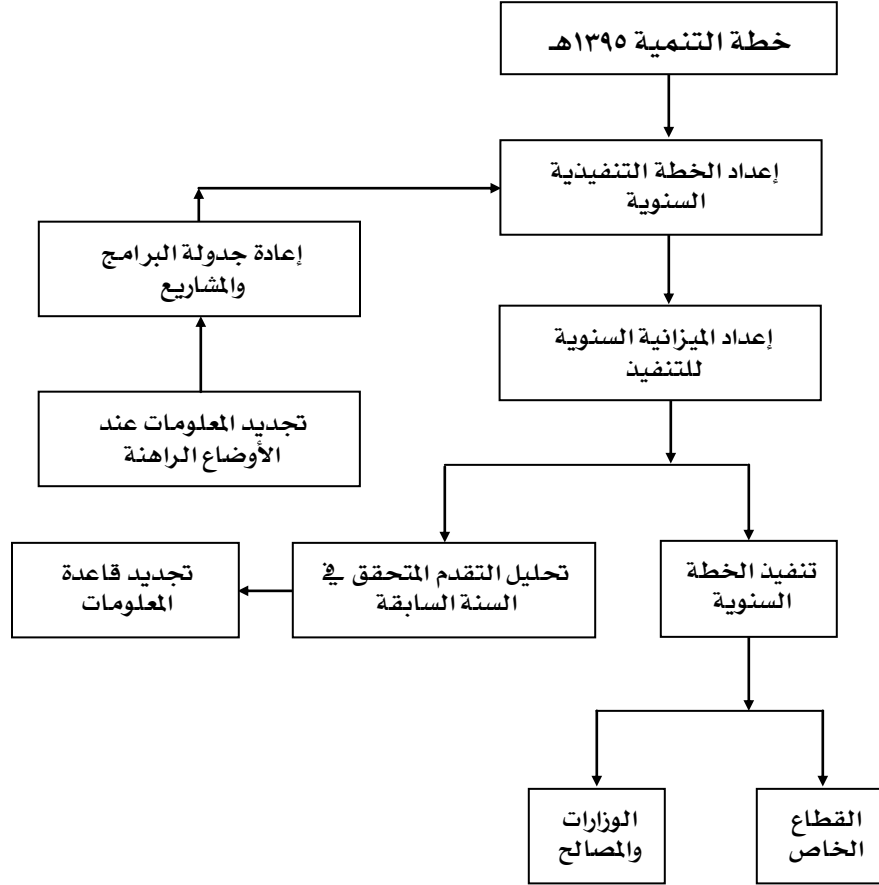 خطة التنمية ١٣٩٥هـ
إعداد الخطة التنفيذية
السنوية
إعادة جدولة البرامج
والمشاريع
إعداد الميزانية السنوية
للتنفيذ
تجديد المعلومات عند
الأوضاع الراهنة
تنفيذ الخطة
السنوية
تحليل التقدم المتحقق في
السنة السابقة
تجديد قاعدة
المعلومات
القطاع
الخاص
الوزارات
والمصالح